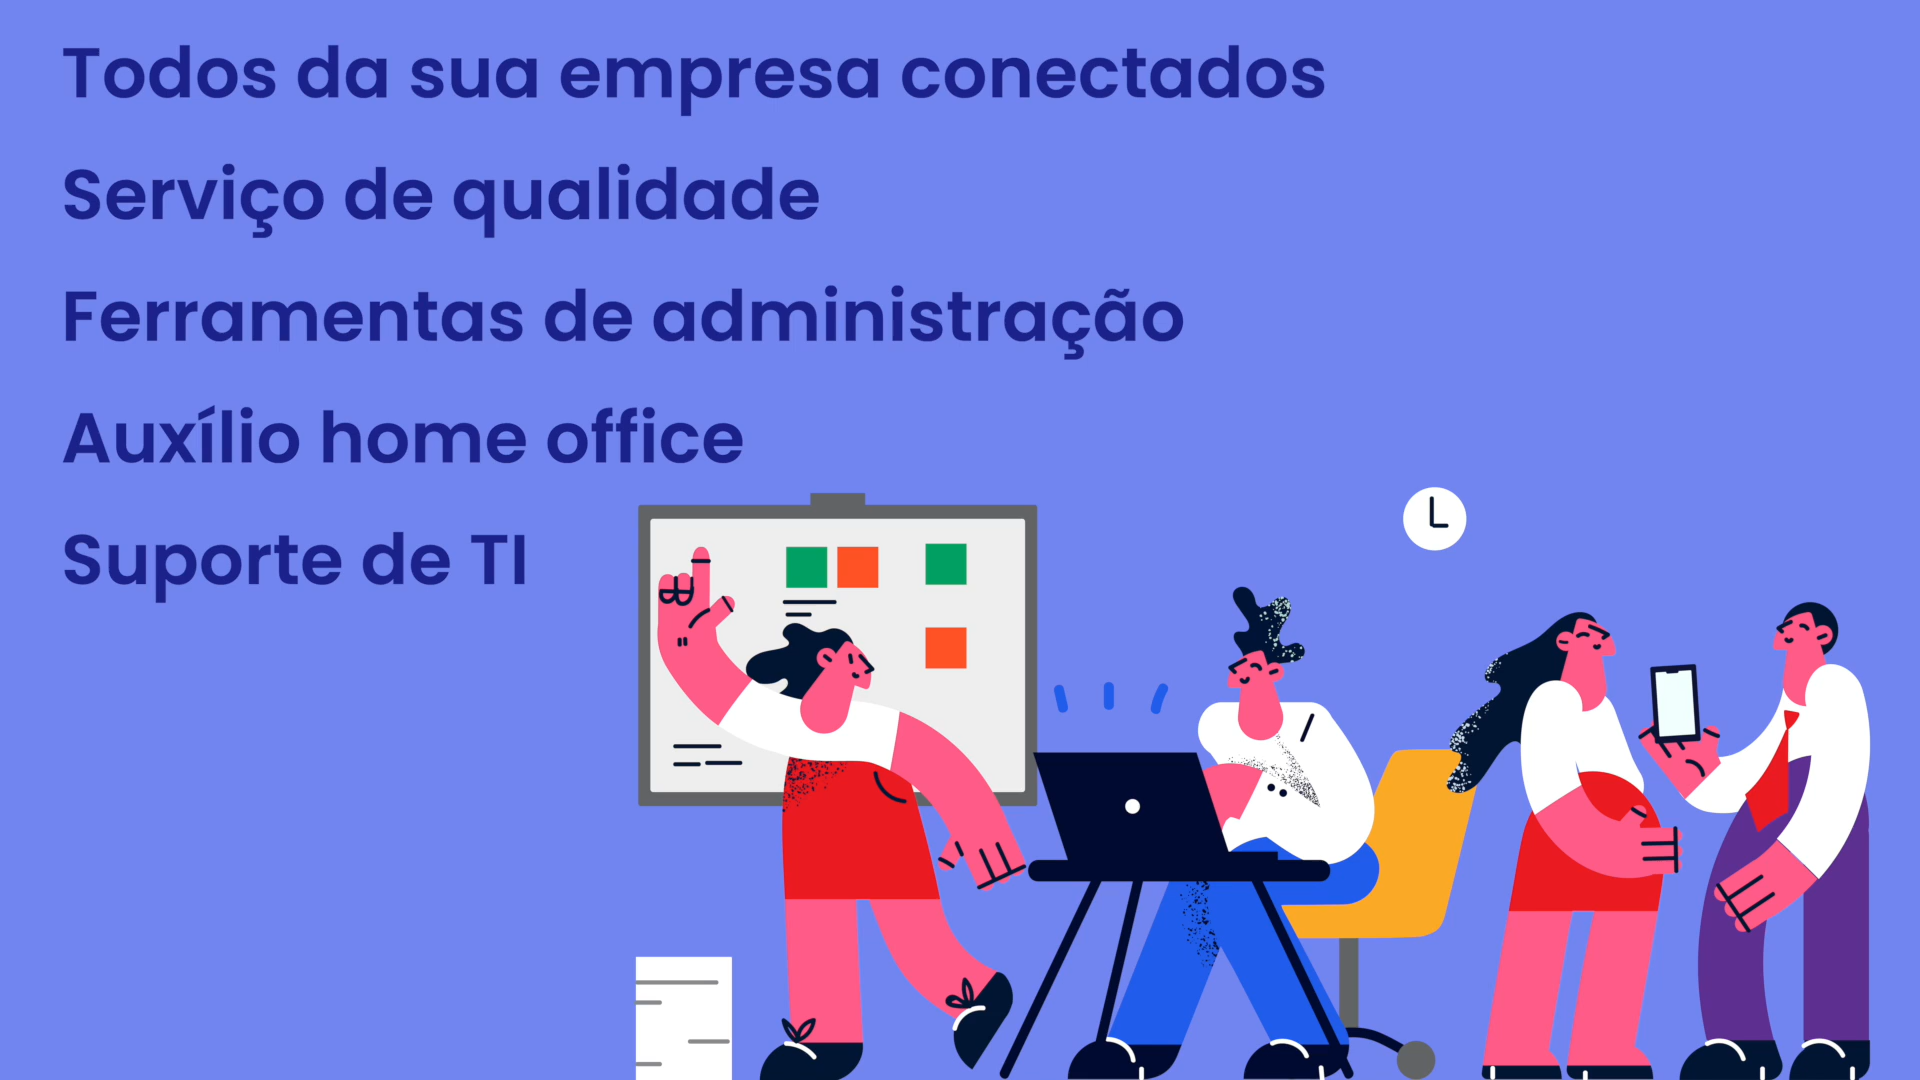 Todos da sua empresa conectados
Serviço de qualidade
Ferramentas de administração
Auxílio home office
Suporte de TI